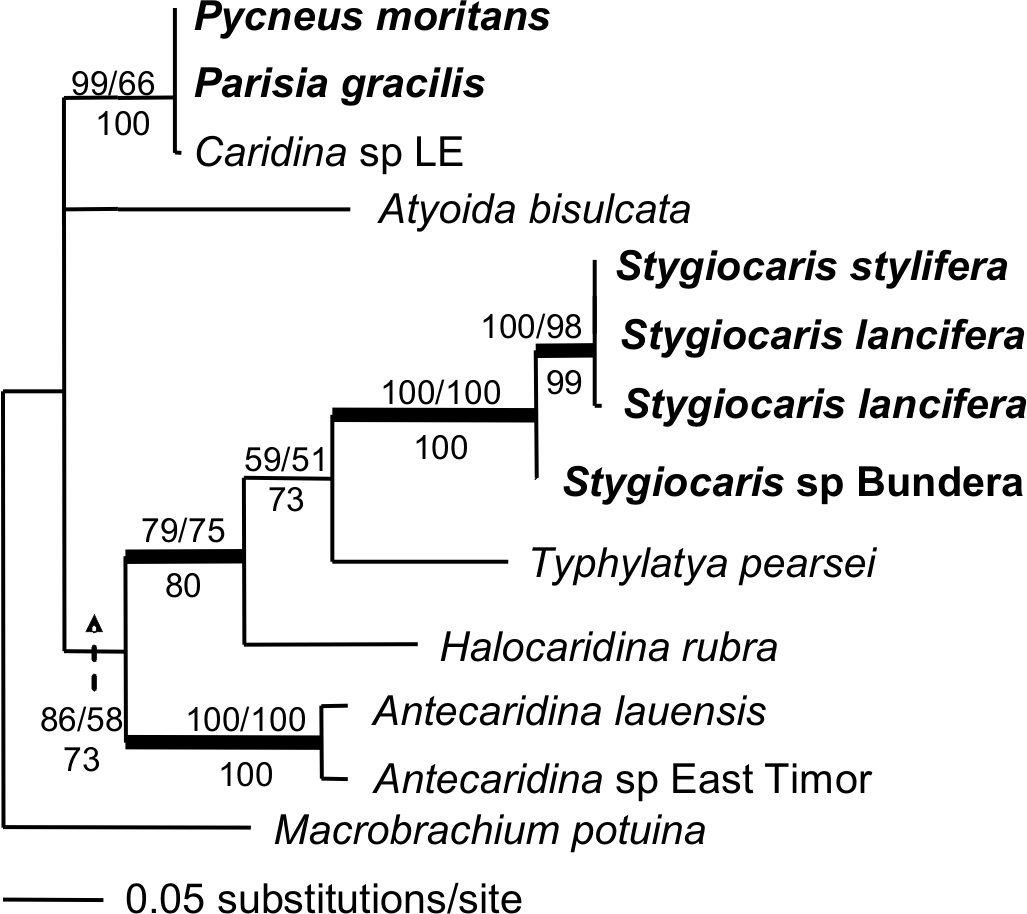 Pycneus moritans
99/66
Parisia gracilis
100
Caridina sp LE
Atyoida bisulcata
Stygiocaris stylifera
100/98
Stygiocaris lancifera
99
100/100
Stygiocaris lancifera
100
59/51
Stygiocaris sp Bundera
73
79/75
Typhylatya pearsei
80
Halocaridina rubra
86/58
100/100
Antecaridina lauensis
73
100
Antecaridina sp East Timor
Macrobrachium potuina
0.05 substitutions/site